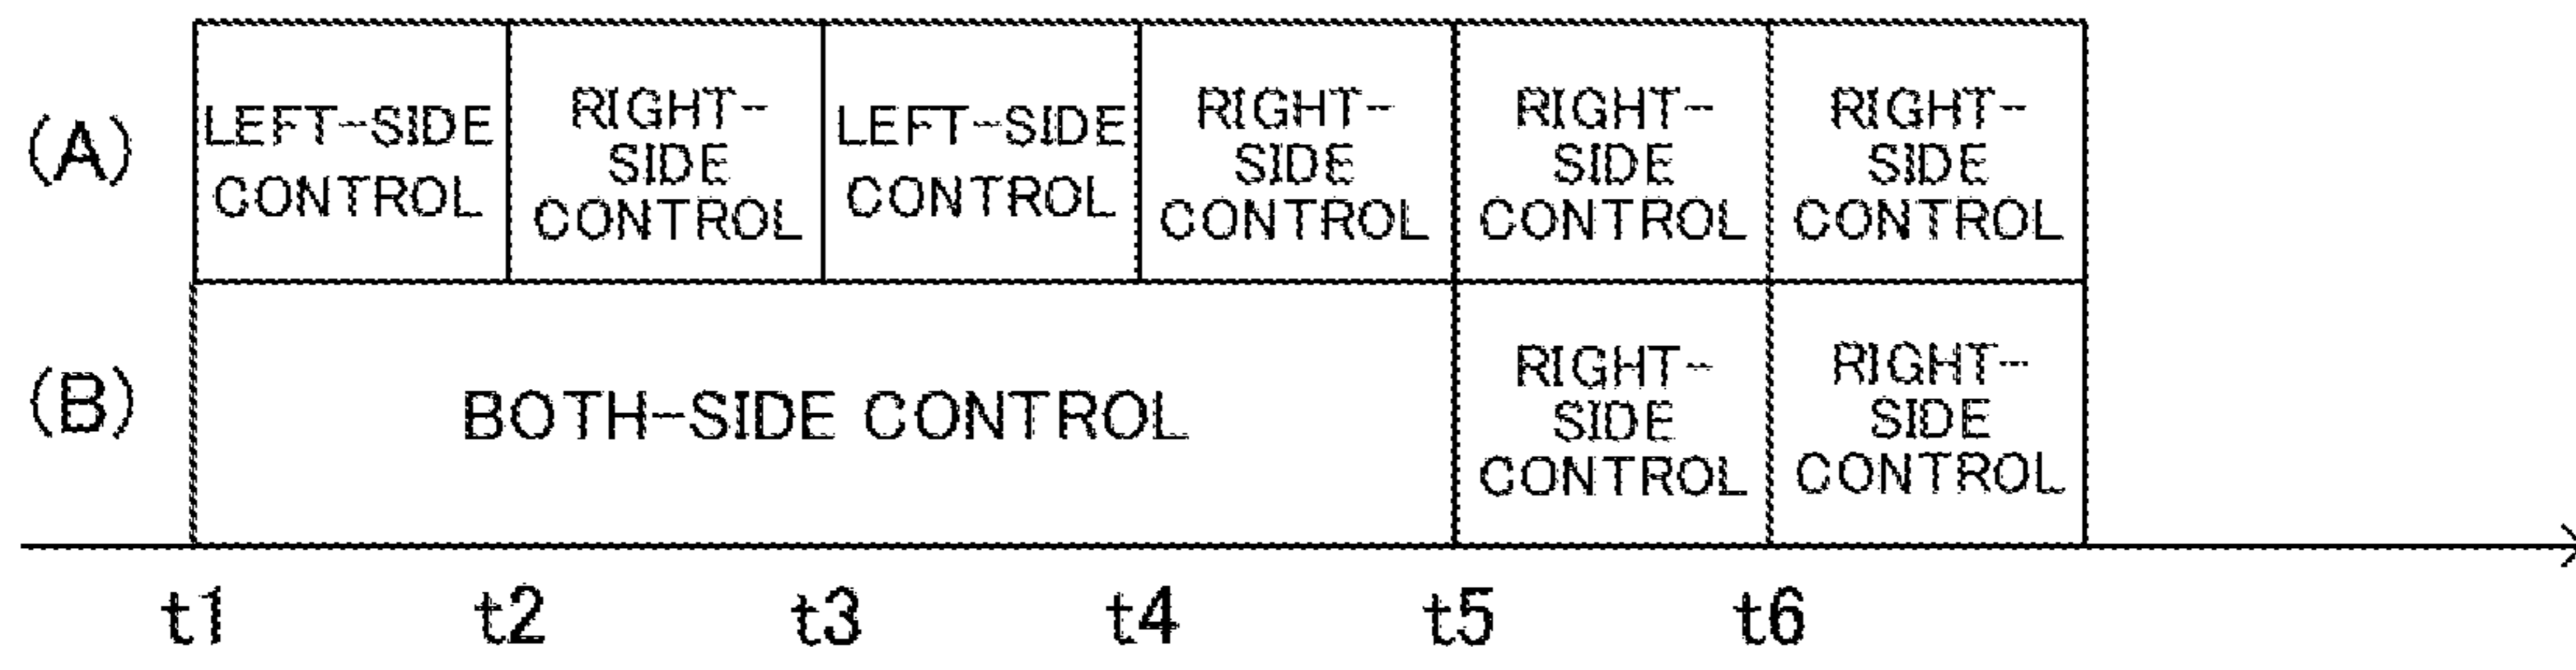 (A)
LEFT-SIDE
CONTROL
RIGHT-
SIDE
CONTROL
LEFT-SIDE
CONTROL
RIGHT-
SIDE
CONTROL
RIGHT-
SIDE
CONTROL
RIGHT-
SIDE
CONTROL
(B)
BOTH-SIDE CONTROL
RIGHT-
SIDE
CONTROL
RIGHT-
SIDE
CONTROL
t1 t2 t3 t4 t5 t6